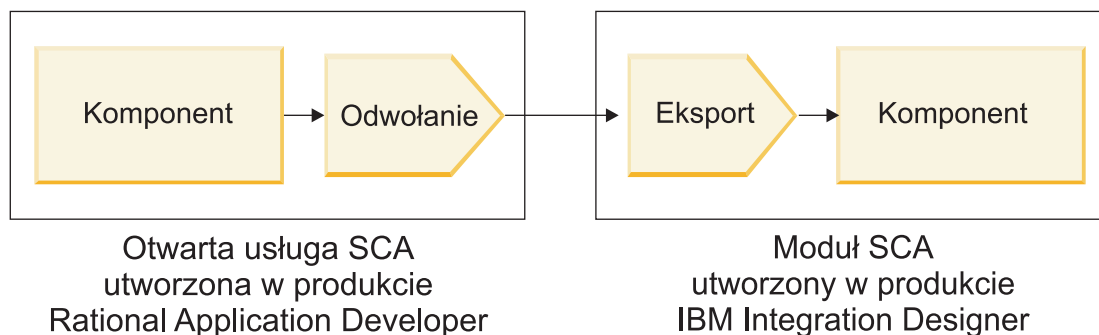 Komponent
Odwołanie
Eksport
Komponent
Otwarta usługa SCA
utworzona w produkcie
Rational Application Developer
Moduł SCA
utworzony w produkcie
IBM Integration Designer